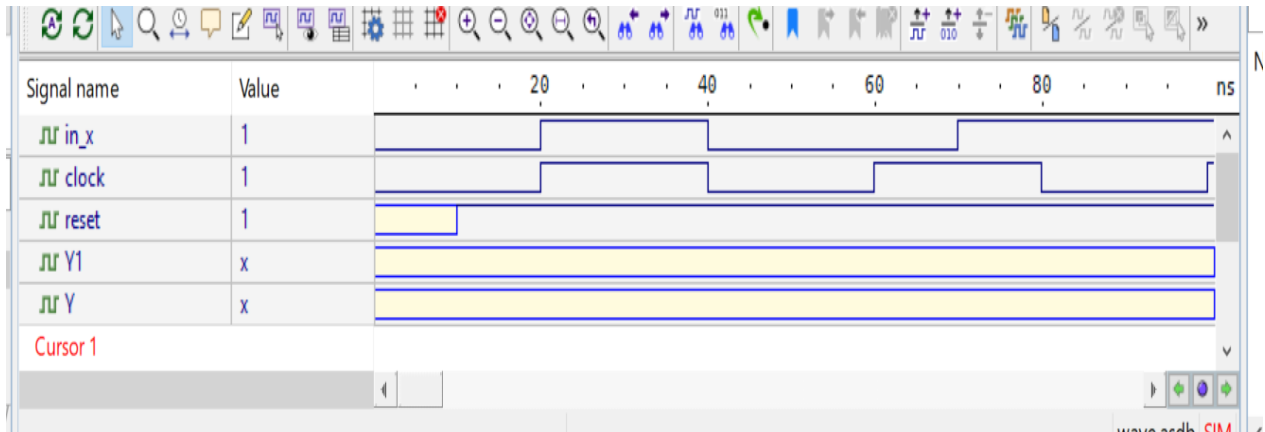 Signal name Value 20 40 60 80 ns
in_x 1
clock 1
reset 1
Y1 x
Y x
Cursor 1
SIM